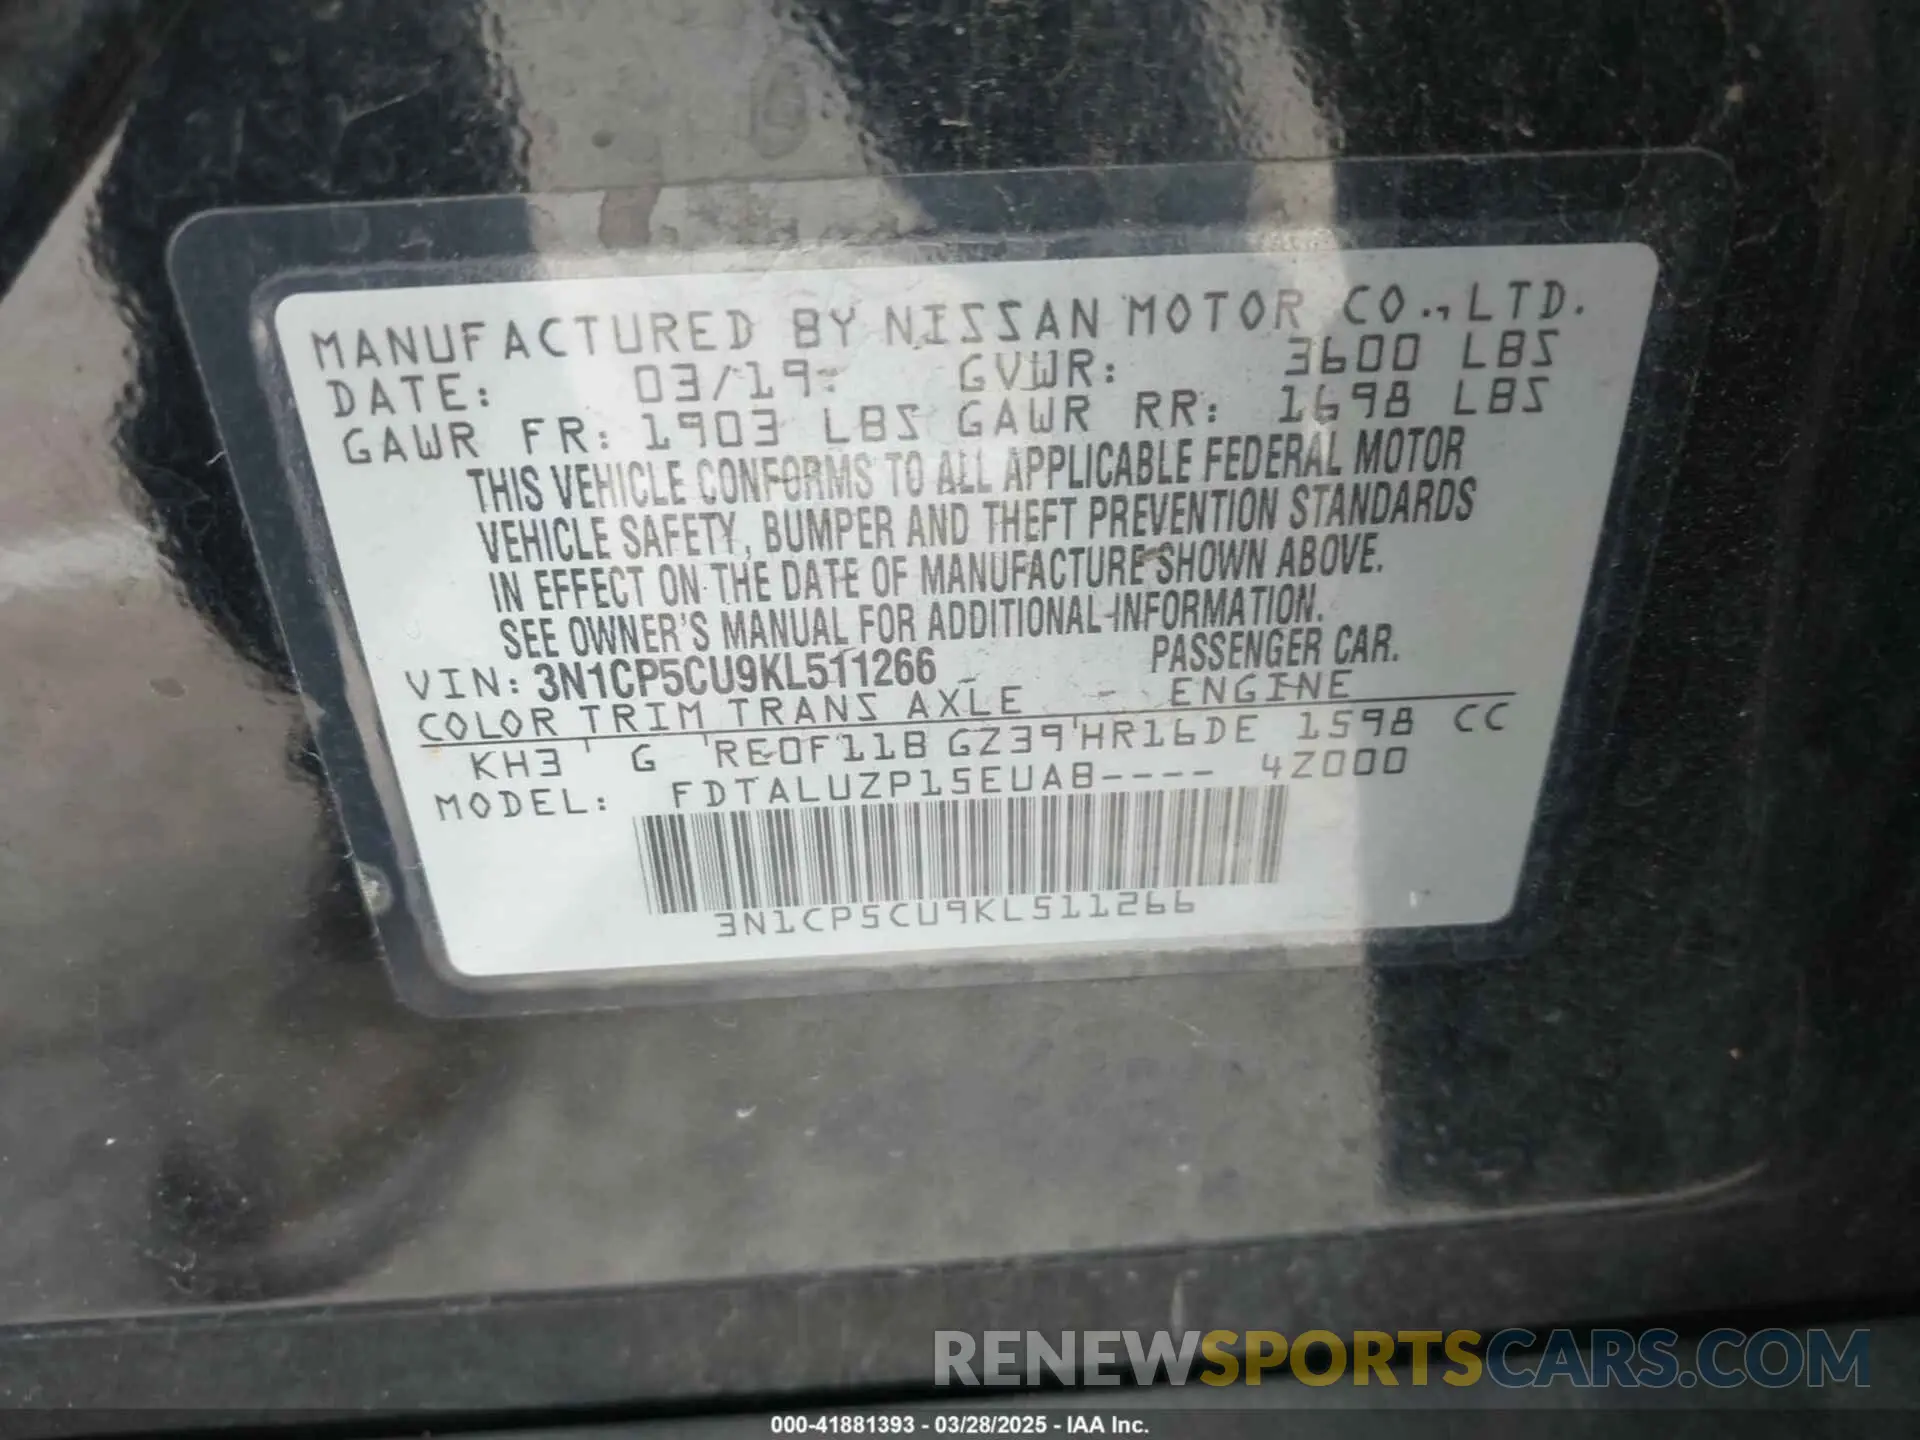 MANUFACTURED BY NISSAN MOTOR CO., LTD.
DATE: 03/19 GVWR: 3600 LBS
GAWR FR: 1903 LBS GAWR RR: 1698 LBS
THIS VEHICLE CONFORMS TO ALL APPLICABLE FEDERAL MOTOR
VEHICLE SAFETY, BUMPER AND THEFT PREVENTION STANDARDS
IN EFFECT ON THE DATE OF MANUFACTURE SHOWN ABOVE.
SEE OWNER'S MANUAL FOR ADDITIONAL INFORMATION.
VIN: 3N1CP5CU9KL511266 PASSENGER CAR.
COLOR TRIM TRANS AXLE ENGINE
KH3 G RE0F11B GZ39 HR16DE 1598 CC
MODEL: FDTALUZP15EUAB---- 4Z000
3N1CP5CU9KL511266
RENEWSPORTSCARS.COM
000-41881393 - 03/28/2025 - IAA Inc.